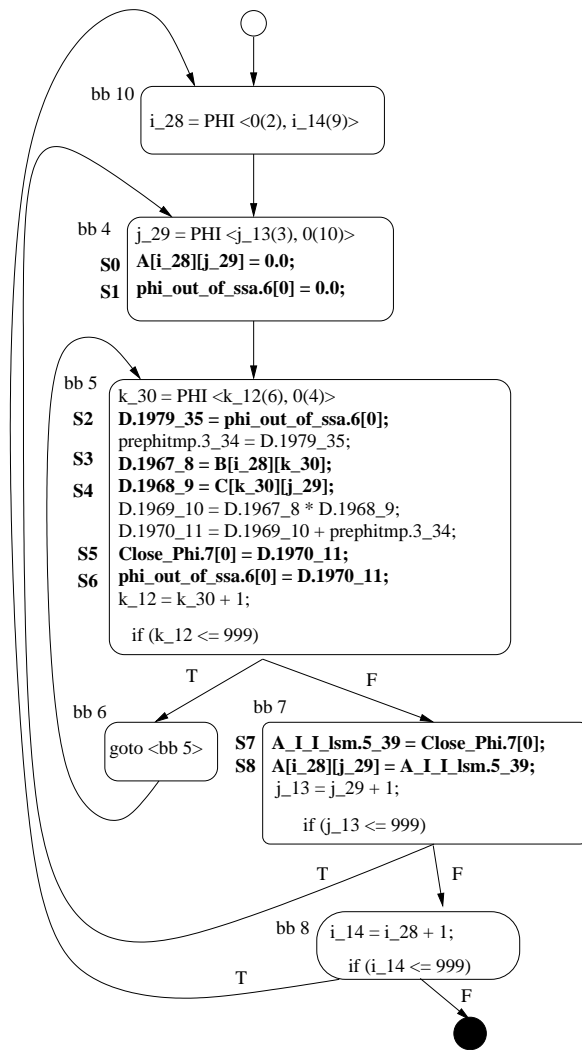 bb 10
i_28 = PHI <0(2), i_14(9)>
bb 4
j_29 = PHI <j_13(3), 0(10)>
S0 A[i_28][j_29] = 0.0;
S1 phi_out_of_ssa.6[0] = 0.0;
bb 5
k_30 = PHI <k_12(6), 0(4)>
S2 D.1979_35 = phi_out_of_ssa.6[0];
prephitmp.3_34 = D.1979_35;
S3 D.1967_8 = B[i_28][k_30];
S4 D.1968_9 = C[k_30][j_29];
D.1969_10 = D.1967_8 * D.1968_9;
D.1970_11 = D.1969_10 + prephitmp.3_34;
S5 Close_Phi.7[0] = D.1970_11;
S6 phi_out_of_ssa.6[0] = D.1970_11;
k_12 = k_30 + 1;
if (k_12 <= 999)
T F
bb 6 bb 7
goto <bb 5>
S7 A_I_I_lsm.5_39 = Close_Phi.7[0];
S8 A[i_28][j_29] = A_I_I_lsm.5_39;
j_13 = j_29 + 1;
if (j_13 <= 999)
T F
bb 8
i_14 = i_28 + 1;
if (i_14 <= 999)
T F